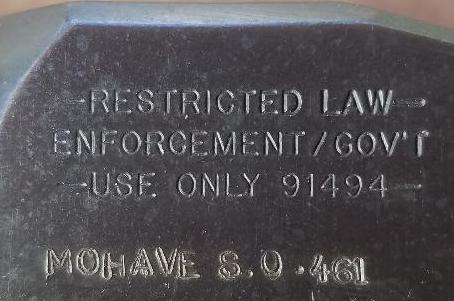 -RESTRICTED LAW-
ENFORCEMENT/GOV'T
-USE ONLY 91494-
MOHAVE S.O.461